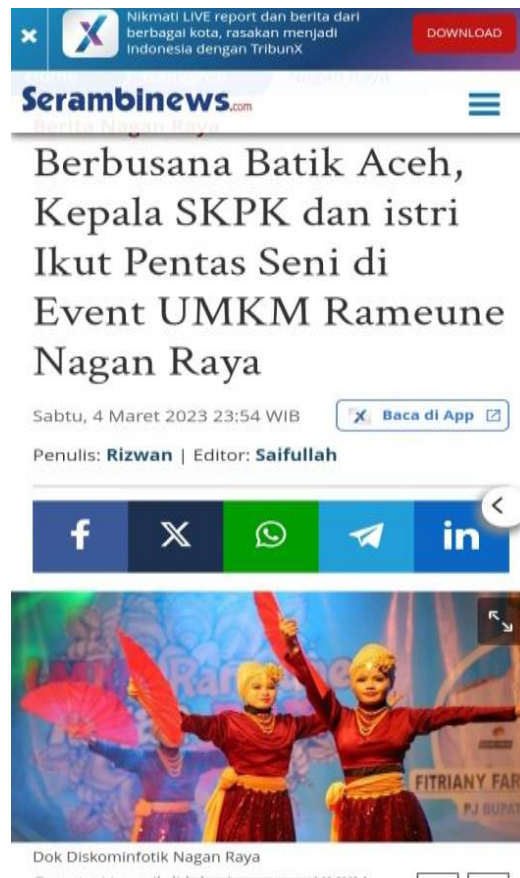 Nikmati LIVE report dan berita dari
berbagai kota, rasakan menjadi
Indonesia dengan TribunX
DOWNLOAD
Serambinews.com
Berita Nagan Raya
Berbusana Batik Aceh,
Kepala SKPK dan istri
Ikut Pentas Seni di
Event UMKM Rameune
Nagan Raya
Sabtu, 4 Maret 2023 23:54 WIB
Baca di App
Penulis: Rizwan | Editor: Saifullah
UMKM Rameune
FITRIANY FAR
PJ BUPAT
Dok Diskominfotik Nagan Raya